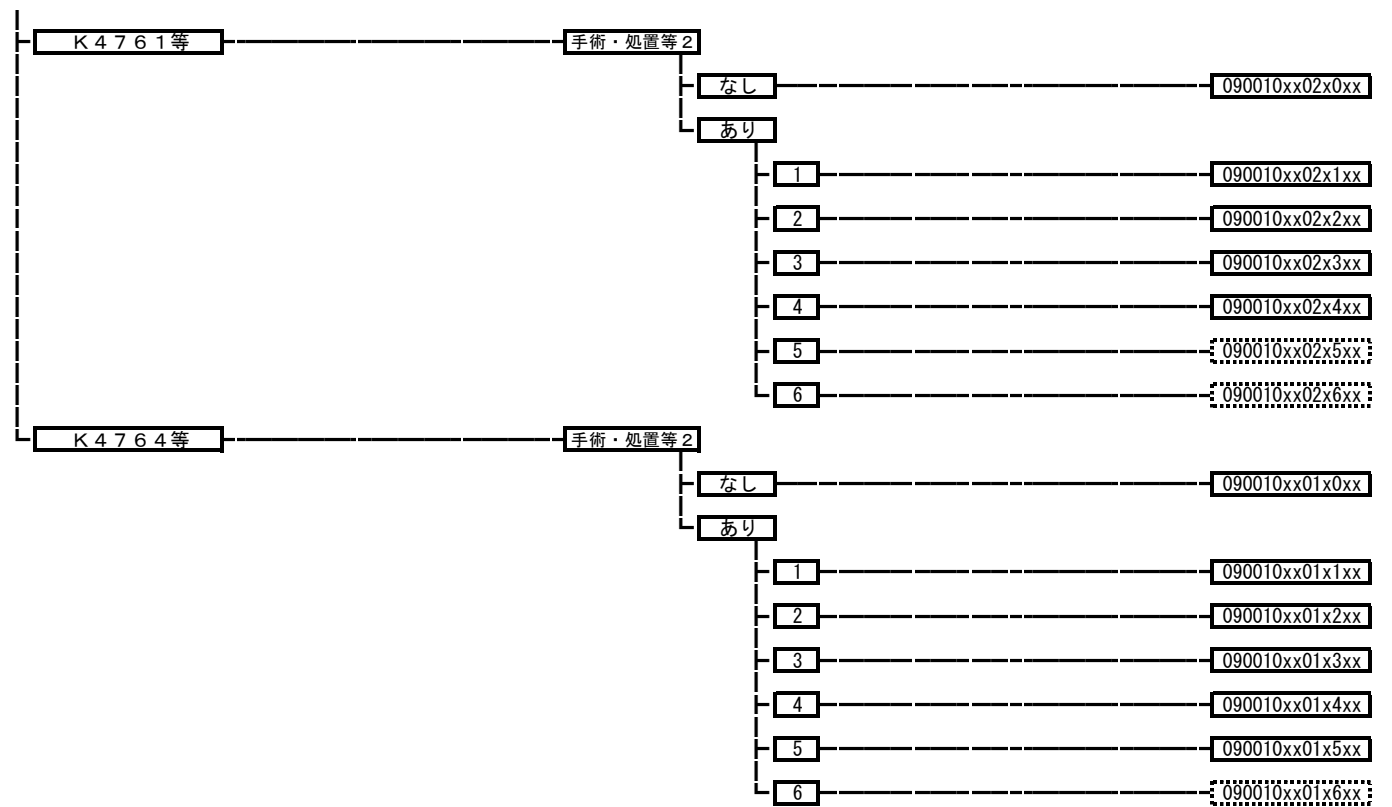 Ｋ４７６１等 手術・処置等２
なし 090010xx02x0xx
あり
1 090010xx02x1xx
2 090010xx02x2xx
3 090010xx02x3xx
4 090010xx02x4xx
5 090010xx02x5xx
6 090010xx02x6xx
Ｋ４７６４等 手術・処置等２
なし 090010xx01x0xx
あり
1 090010xx01x1xx
2 090010xx01x2xx
3 090010xx01x3xx
4 090010xx01x4xx
5 090010xx01x5xx
6 090010xx01x6xx